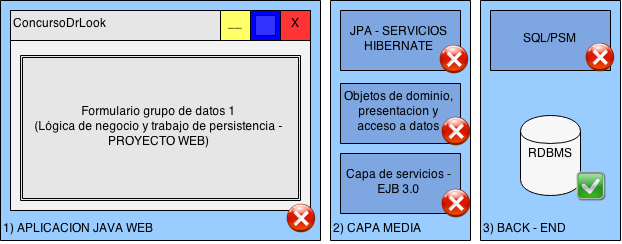 ConcursoDrLook
__
X
Formulario grupo de datos 1
(Lógica de negocio y trabajo de persistencia -
PROYECTO WEB)
1) APLICACION JAVA WEB
JPA - SERVICIOS
HIBERNATE
Objetos de dominio,
presentacion y
acceso a datos
Capa de servicios -
EJB 3.0
2) CAPA MEDIA
SQL/PSM
RDBMS
3) BACK - END